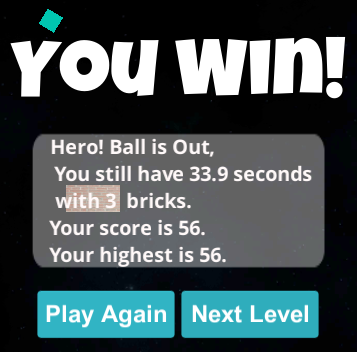 YOU WIN!
Hero! Ball is Out,
You still have 33.9 seconds
with 3 bricks.
Your score is 56.
Your highest is 56.
Play Again
Next Level